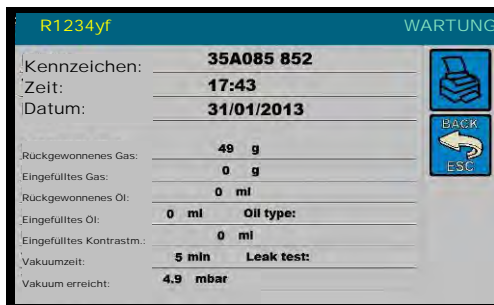 R1234yf WARTUNG
Kennzeichen: 35A085 852
Zeit: 17:43
Datum: 31/01/2013
BACK
ESC
Rückgewonnenes Gas: 49 g
Eingefülltes Gas: 0 g
Rückgewonnenes Öl: 0 ml
Eingefülltes Öl: 0 ml Oil type:
Eingefülltes Kontrastm.: 0 ml
Vakuumzeit: 5 min Leak test:
Vakuum erreicht: 4.9 mbar